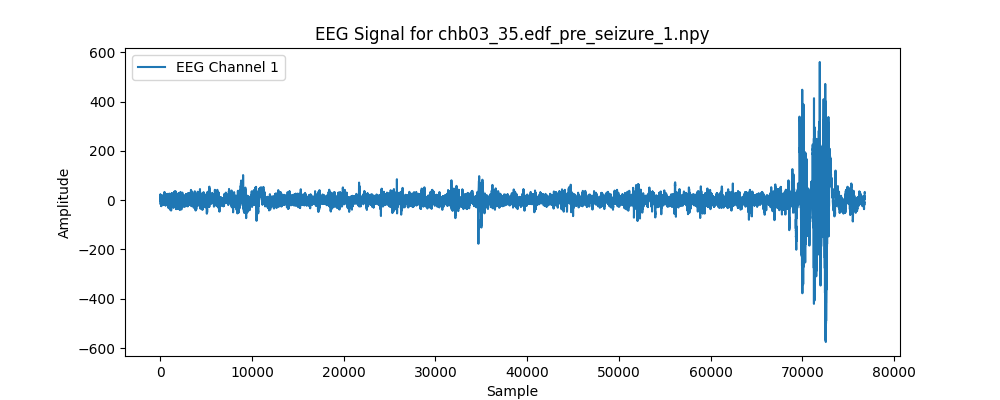 EEG Signal for chb03_35.edf_pre_seizure_1.npy
EEG Channel 1
600
400
200
0
−200
−400
−600
Amplitude
0 10000 20000 30000 40000 50000 60000 70000 80000
Sample